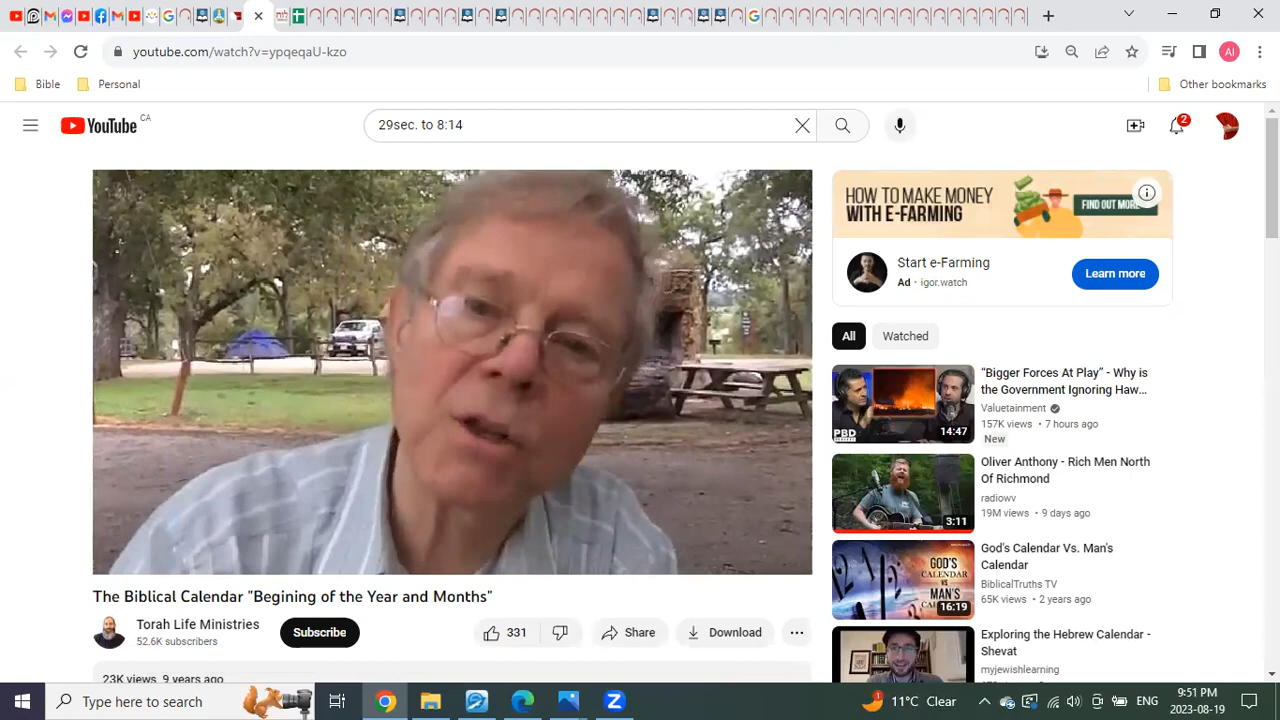 youtube.com/watch?v=ypqeqaU-kzo
AI
Bible
Personal
Other bookmarks
YouTube CA
29sec. to 8:14
2
HOW TO MAKE MONEY
WITH E-FARMING
FIND OUT MORE
Start e-Farming
Ad · igor.watch
Learn more
All
Watched
"Bigger Forces At Play" - Why is
the Government Ignoring Haw...
Valuetainment
157K views • 7 hours ago
New
PBD
14:47
Oliver Anthony - Rich Men North
Of Richmond
radiowv
19M views • 9 days ago
3:11
God's Calendar Vs. Man's
Calendar
BiblicalTruths TV
65K views • 2 years ago
GOD'S
CALENDAR
VS
MAN'S
16:19
Exploring the Hebrew Calendar -
Shevat
myjewishlearning
The Biblical Calendar "Begining of the Year and Months"
Torah Life Ministries
52.6K subscribers
Subscribe
331
Share
Download
23K views 9 years ago
Type here to search
1
11°C Clear
ENG
9:51 PM
2023-08-19